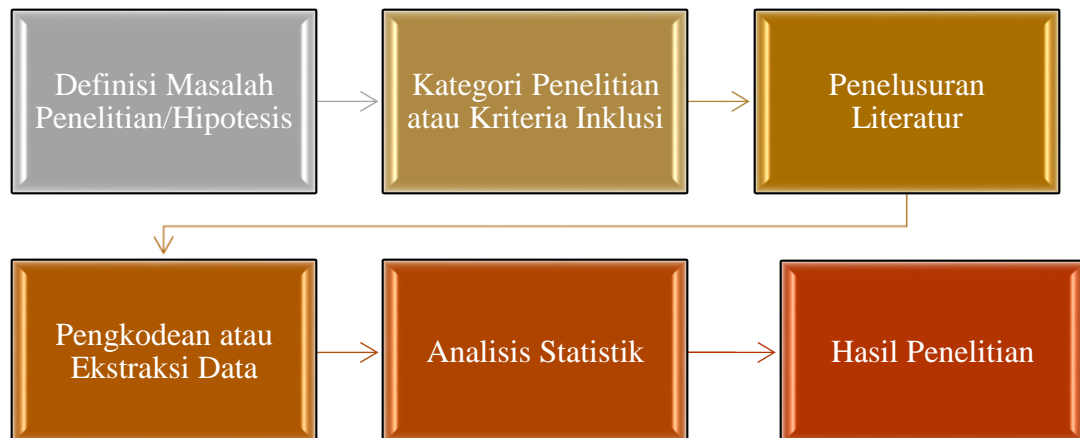 Definisi Masalah
Penelitian/Hipotesis
Kategori Penelitian
atau Kriteria Inklusi
Penelusuran
Literatur
Pengkodean atau
Ekstraksi Data
Analisis Statistik
Hasil Penelitian